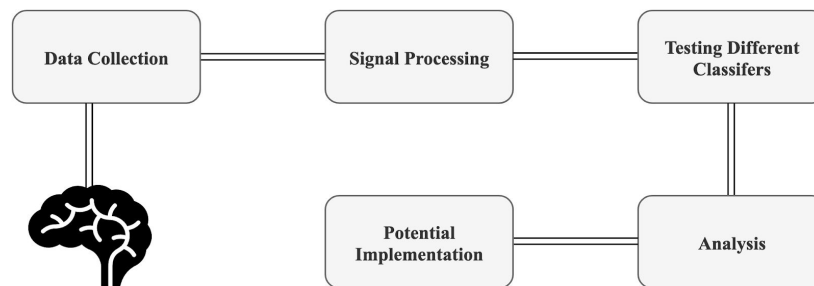 Data Collection
Signal Processing
Testing Different
Classifers
Potential
Implementation
Analysis